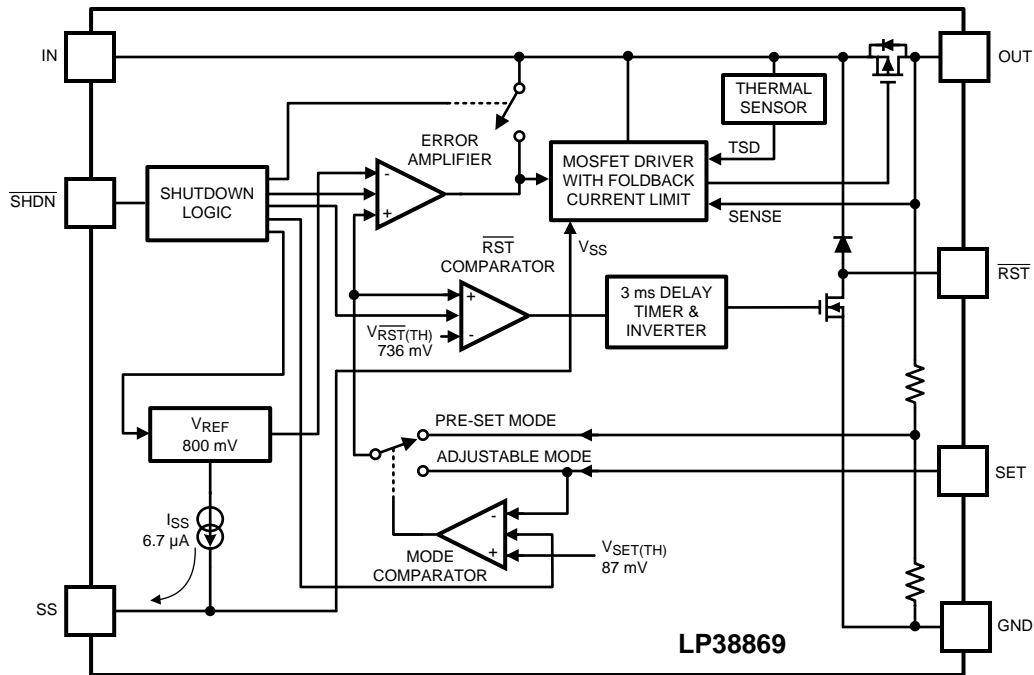 IN
OUT
THERMAL
SENSOR
ERROR
AMPLIFIER
TSD
MOSFET DRIVER
WITH FOLDBACK
CURRENT LIMIT
SHDN
SHUTDOWN
LOGIC
-
+
SENSE
VSS
RST
COMPARATOR
RST
+
-
3 ms DELAY
TIMER &
INVERTER
VRST(TH)
736 mV
VREF
800 mV
PRE-SET MODE
ADJUSTABLE MODE
SET
ISS
6.7 µA
-
+
VSET(TH)
87 mV
MODE
COMPARATOR
SS
GND
LP38869